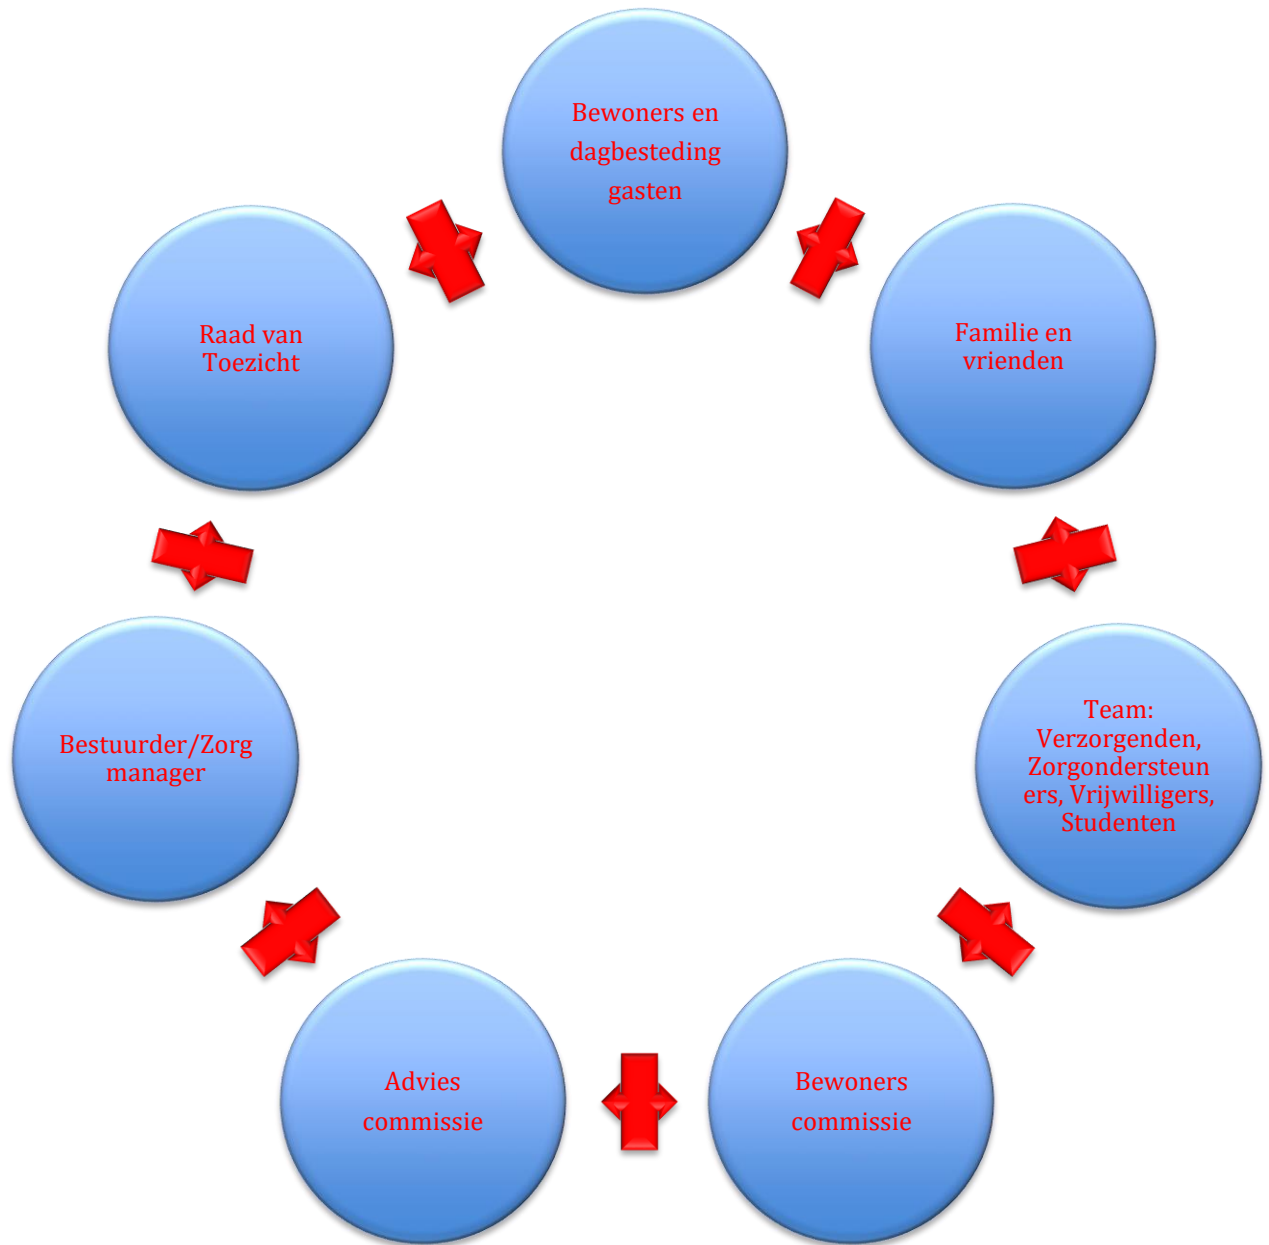 Bewoners en
dagbesteding
gasten
Raad van
Toezicht
Familie en
vrienden
Bestuurder/Zorg
manager
Team:
Verzorgenden,
Zorgondersteun
ers, Vrijwilligers,
Studenten
Advies
commissie
Bewoners
commissie